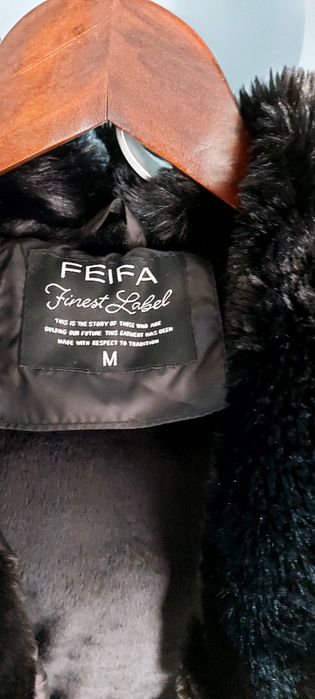 FEIFA
Finest Label
THIS IS THE STORY OF THOSE WHO ARE
BUILDING OUR FUTURE THIS GARMENT HAS BEEN
MADE WITH RESPECT TO TRADITION
M